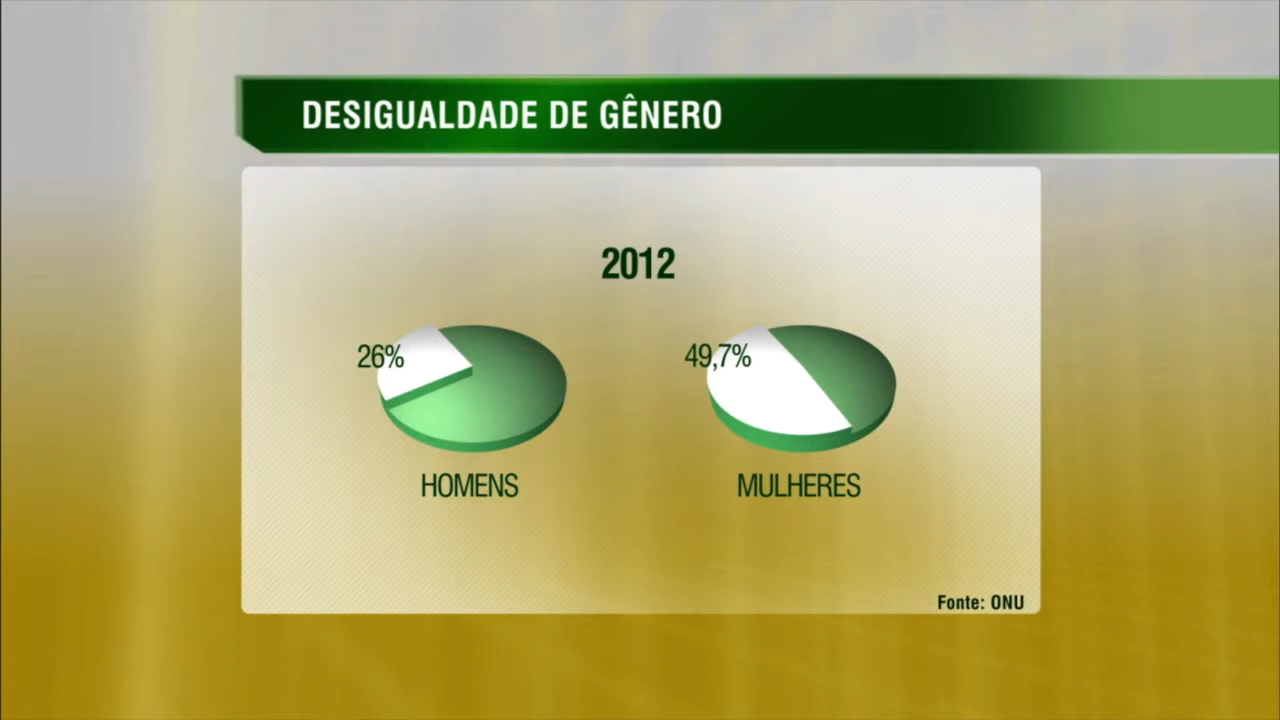 DESIGUALDADE DE GÊNERO
2012
26%
49,7%
HOMENS
MULHERES
Fonte: ONU